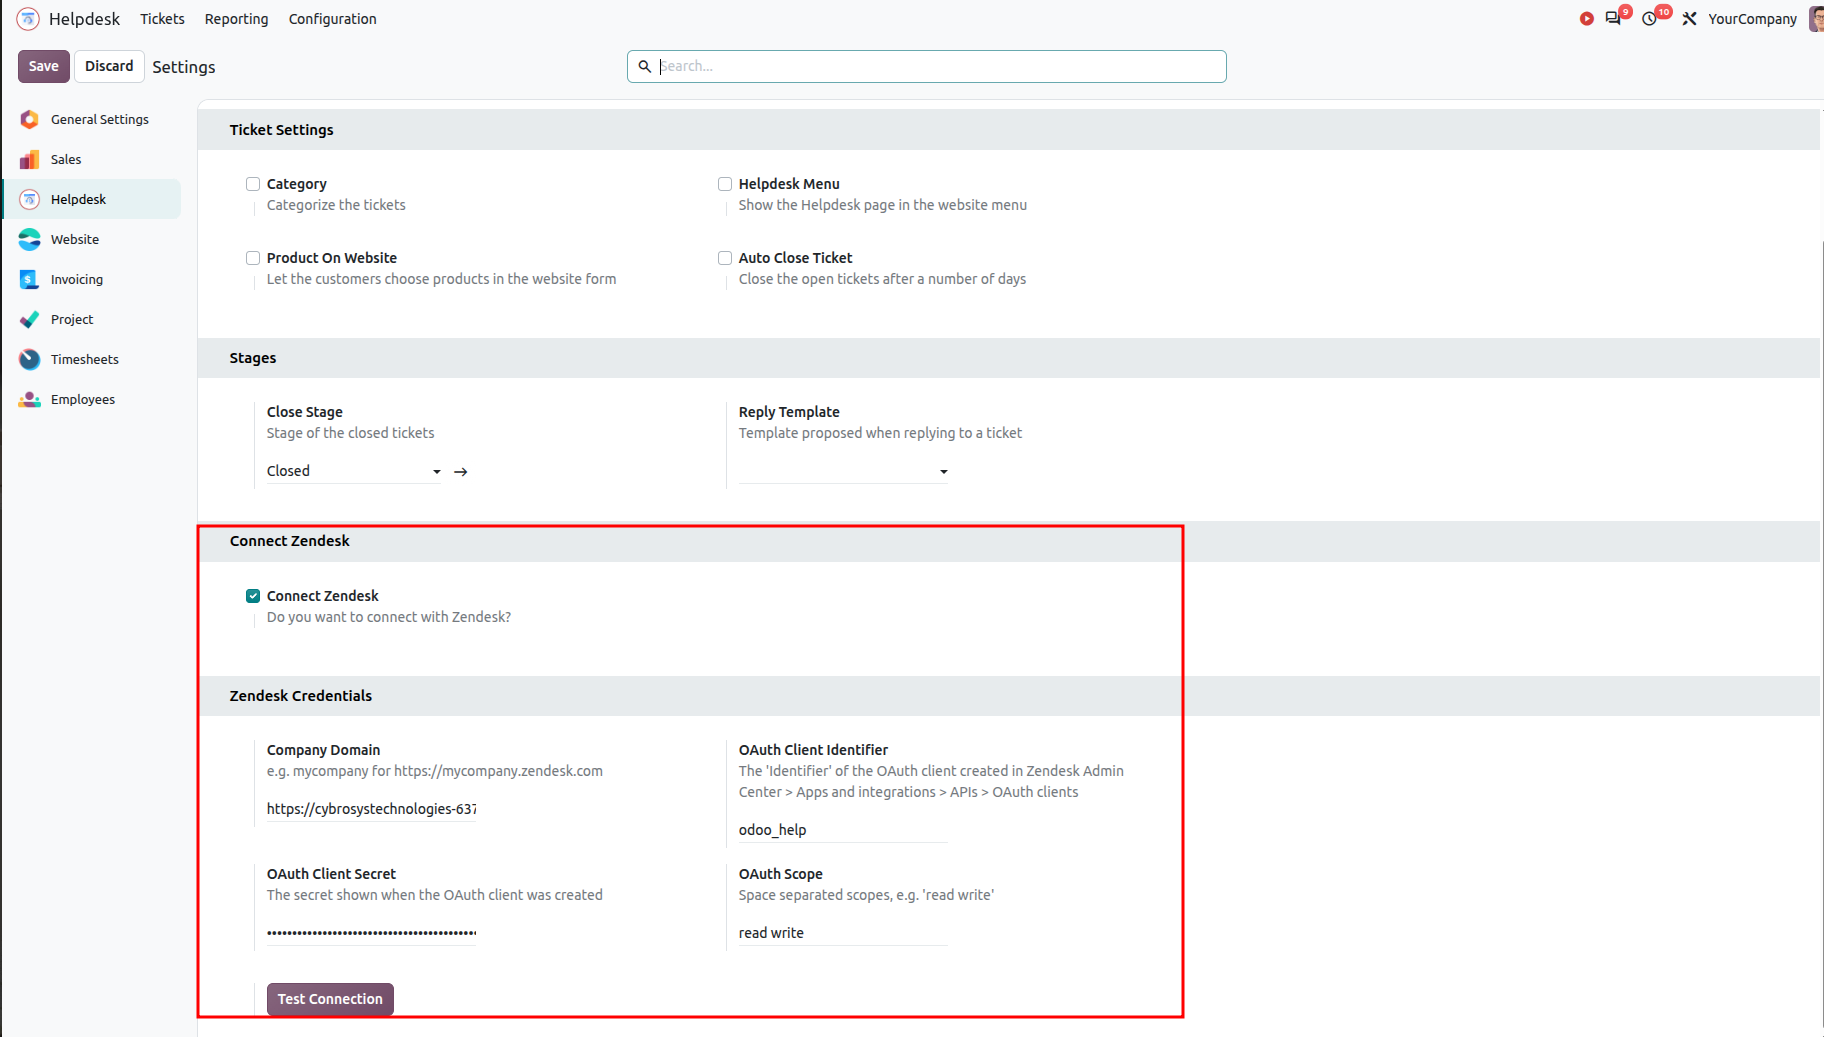 Helpdesk Tickets Reporting Configuration 9 10 YourCompany
Save Discard Settings Search...
General Settings
Sales
Helpdesk
Website
Invoicing
Project
Timesheets
Employees
Ticket Settings
Category Helpdesk Menu
Categorize the tickets Show the Helpdesk page in the website menu
Product On Website Auto Close Ticket
Let the customers choose products in the website form Close the open tickets after a number of days
Stages
Close Stage Reply Template
Stage of the closed tickets Template proposed when replying to a ticket
Closed
Connect Zendesk
Connect Zendesk
Do you want to connect with Zendesk?
Zendesk Credentials
Company Domain OAuth Client Identifier
e.g. mycompany for https://mycompany.zendesk.com The 'Identifier' of the OAuth client created in Zendesk Admin
Center > Apps and integrations > APIs > OAuth clients
https://cybrosystechnologies-637
odoo_help
OAuth Client Secret OAuth Scope
The secret shown when the OAuth client was created Space separated scopes, e.g. 'read write'
read write
Test Connection